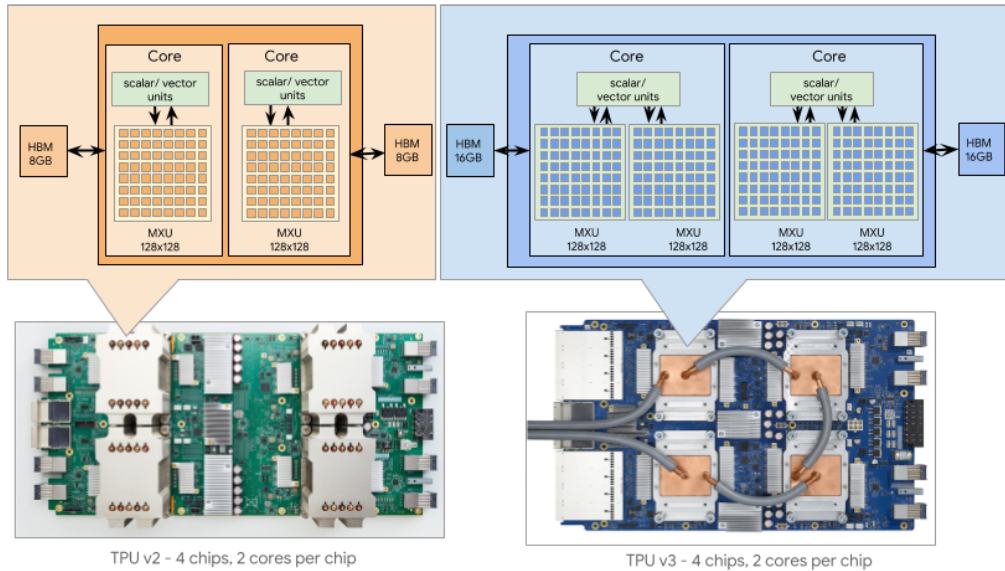 Core
scalar/ vector
units
MXU
128x128
Core
scalar/ vector
units
MXU
128x128
HBM
8GB
HBM
8GB
TPU v2 - 4 chips, 2 cores per chip
Core
scalar/
vector units
MXU
128x128
MXU
128x128
Core
scalar/
vector units
MXU
128x128
MXU
128x128
HBM
16GB
HBM
16GB
TPU v3 - 4 chips, 2 cores per chip